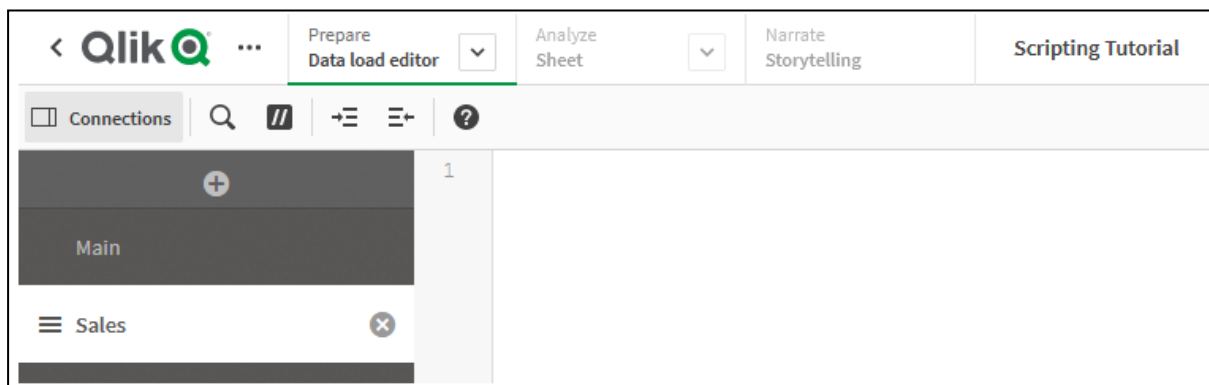 Qlik
Prepare
Data load editor
Analyze
Sheet
Narrate
Storytelling
Scripting Tutorial
Connections
//
?
1
Main
Sales